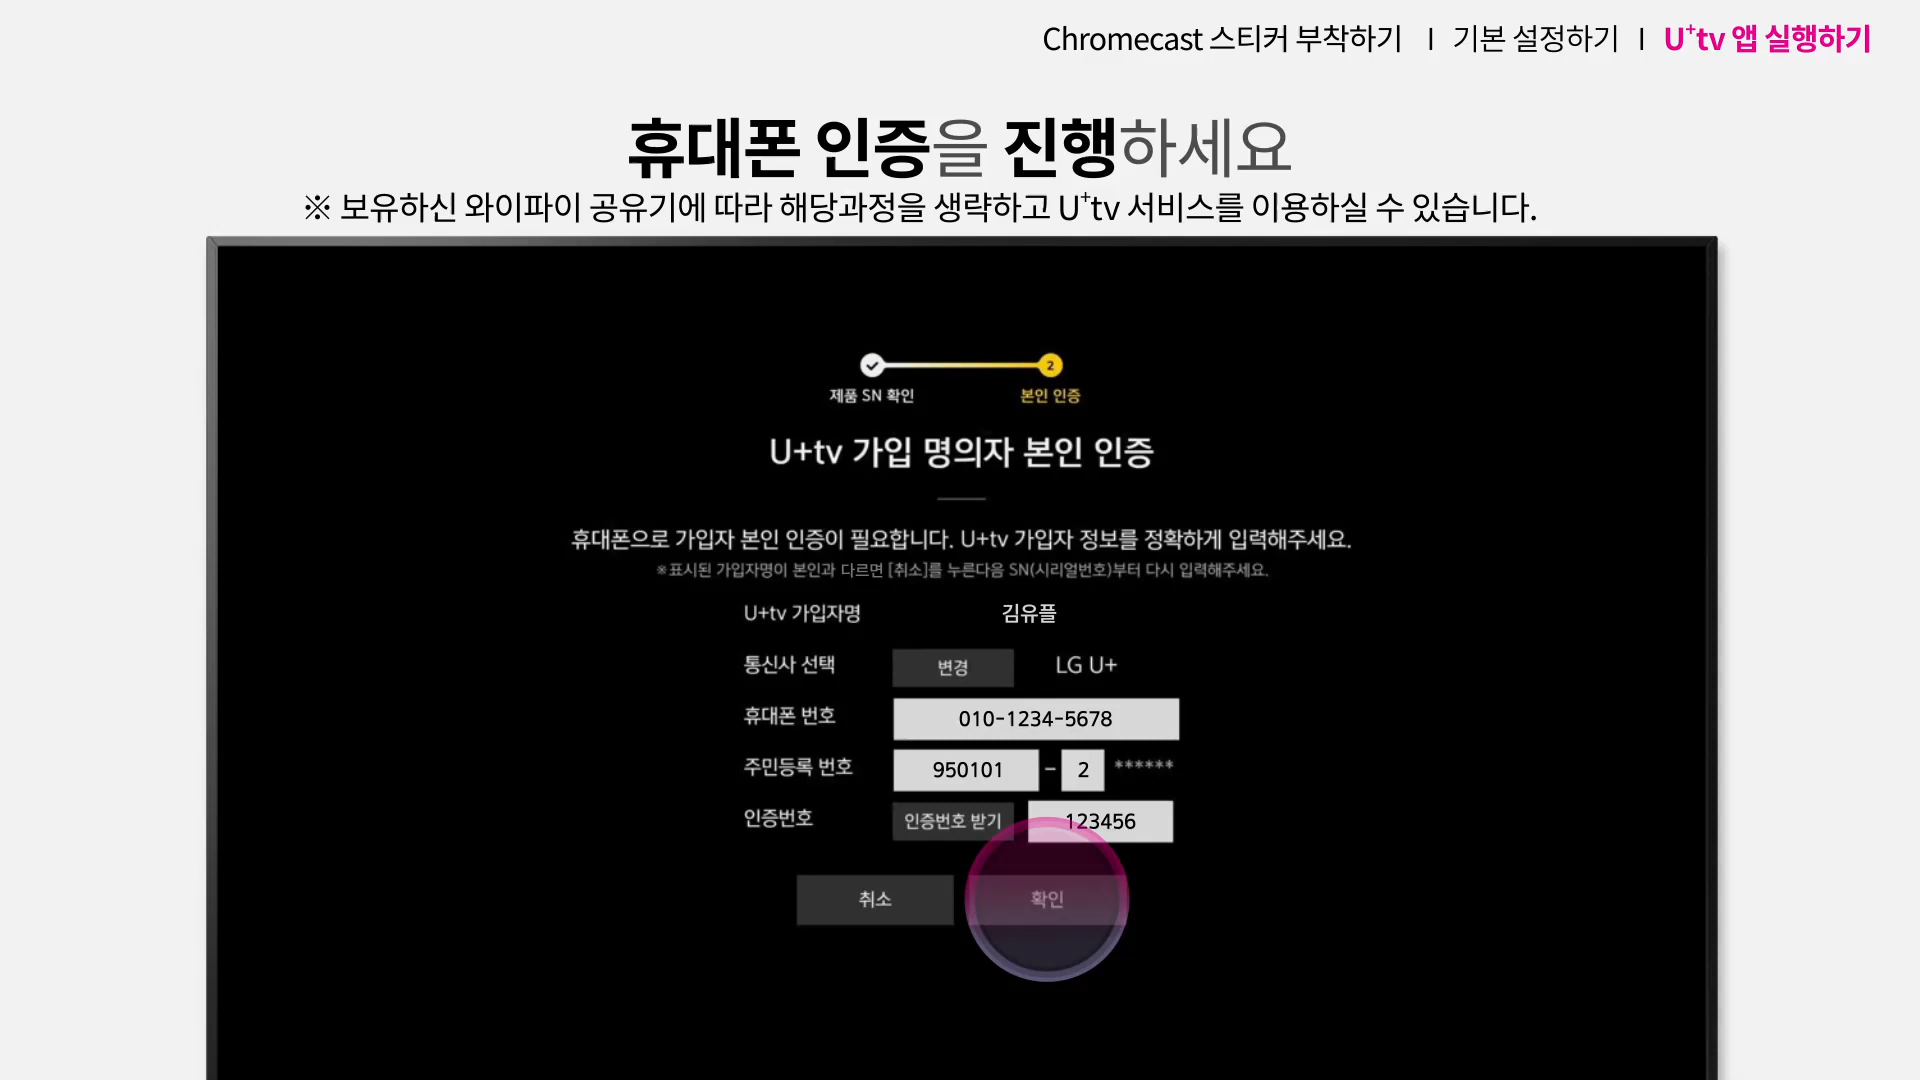 Chromecast 스티커 부착하기 | 기본 설정하기 | U+tv 앱 실행하기
휴대폰 인증을 진행하세요
※ 보유하신 와이파이 공유기에 따라 해당과정을 생략하고 U+tv 서비스를 이용하실 수 있습니다.
2
제품 SN 확인 본인 인증
U+tv 가입 명의자 본인 인증
휴대폰으로 가입자 본인 인증이 필요합니다. U+tv 가입자 정보를 정확하게 입력해주세요.
※표시된 가입자명이 본인과 다르면 [취소]를 누른다음 SN(시리얼번호)부터 다시 입력해주세요.
U+tv 가입자명 김유플
통신사 선택 변경 LG U+
휴대폰 번호 010-1234-5678
주민등록 번호 950101 - 2 ******
인증번호 인증번호 받기 123456
취소 확인